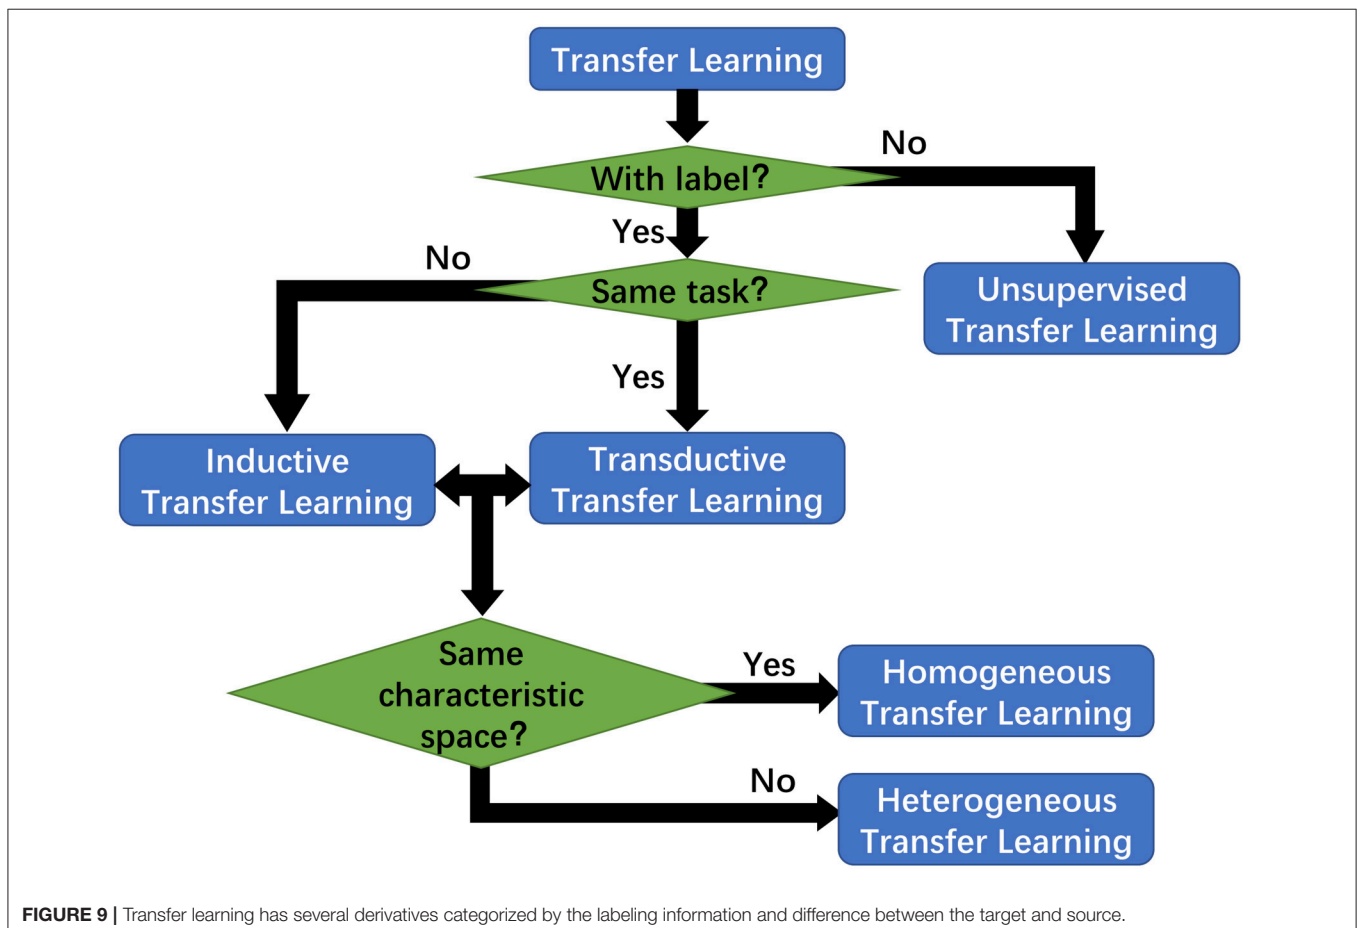 Transfer Learning
No
With label?
Yes
No
Same task?
Unsupervised
Transfer Learning
Yes
Inductive
Transfer Learning
Transductive
Transfer Learning
Same
characteristic
space?
Yes
Homogeneous
Transfer Learning
No
Heterogeneous
Transfer Learning
FIGURE 9 | Transfer learning has several derivatives categorized by the labeling information and difference between the target and source.